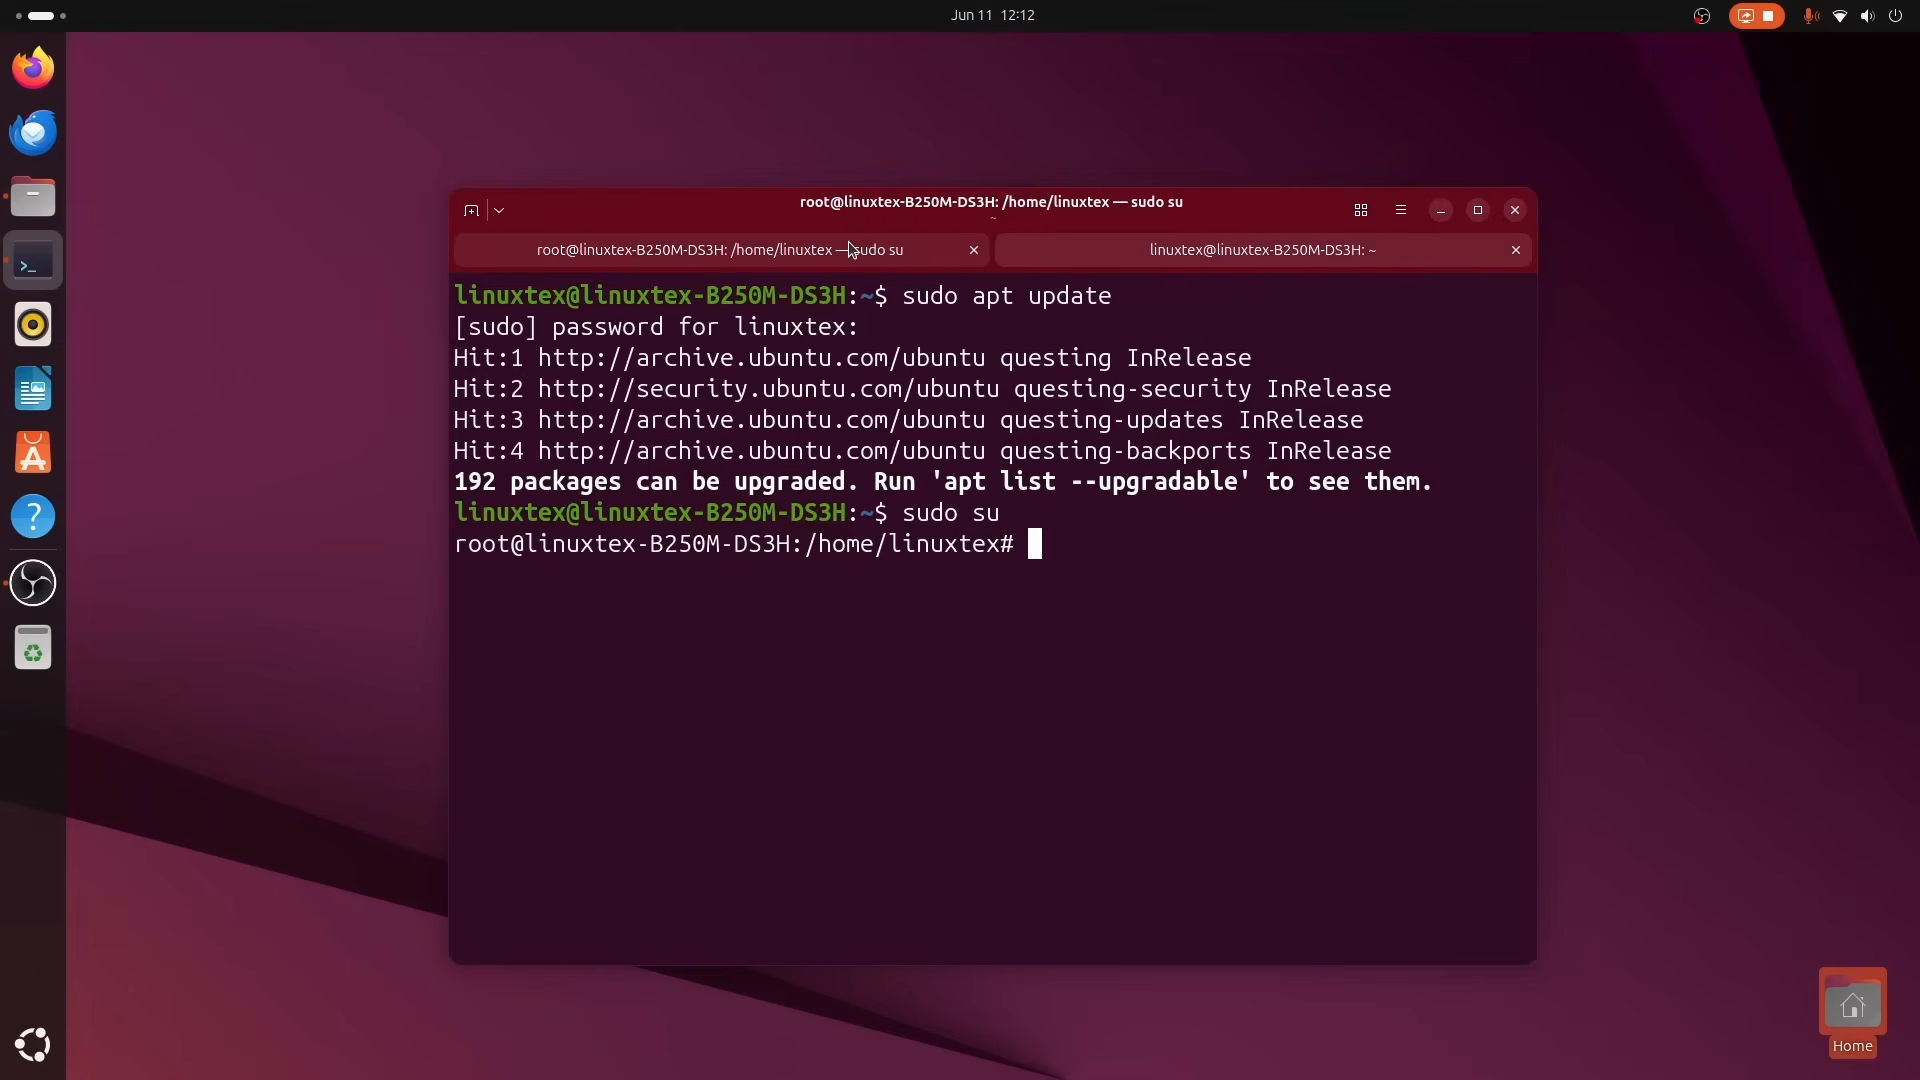 Jun 11 12:12
root@linuxtex-B250M-DS3H: /home/linuxtex — sudo su
~
root@linuxtex-B250M-DS3H: /home/linuxtex — sudo su
linuxtex@linuxtex-B250M-DS3H: ~
linuxtex@linuxtex-B250M-DS3H:~$ sudo apt update
[sudo] password for linuxtex:
Hit:1 http://archive.ubuntu.com/ubuntu questing InRelease
Hit:2 http://security.ubuntu.com/ubuntu questing-security InRelease
Hit:3 http://archive.ubuntu.com/ubuntu questing-updates InRelease
Hit:4 http://archive.ubuntu.com/ubuntu questing-backports InRelease
192 packages can be upgraded. Run 'apt list --upgradable' to see them.
linuxtex@linuxtex-B250M-DS3H:~$ sudo su
root@linuxtex-B250M-DS3H:/home/linuxtex#
Home